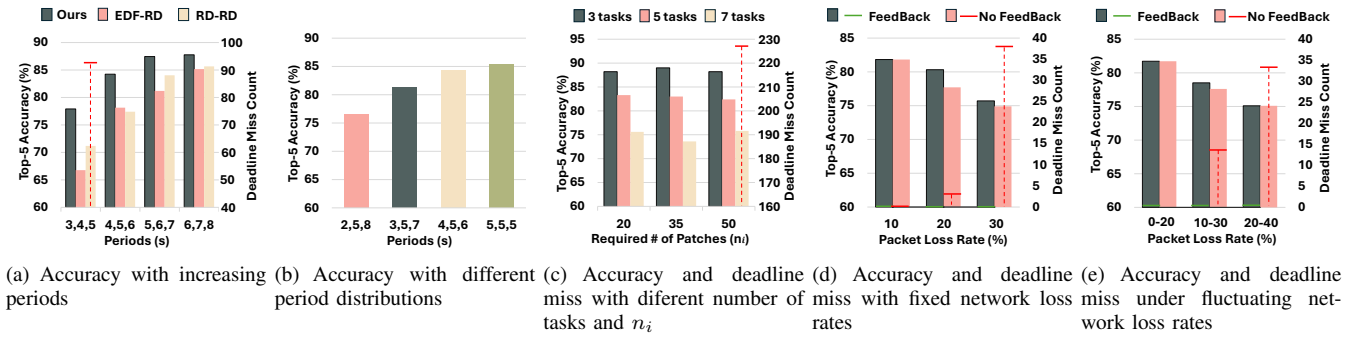 Ours EDF-RD RD-RD
Top-5 Accuracy (%)
90
85
80
75
70
65
60
100
90
80
70
60
50
40
Deadline Miss Count
3,4,5 4,5,6 5,6,7 6,7,8
Periods (s)
(a) Accuracy with increasing
periods
Top-5 Accuracy (%)
90
85
80
75
70
65
60
2,5,8 3,5,7 4,5,6 5,5,5
Periods (s)
(b) Accuracy with different
period distributions
3 tasks 5 tasks 7 tasks
Top-5 Accuracy (%)
95
90
85
80
75
70
65
60
230
220
210
200
190
180
170
160
Deadline Miss Count
20 35 50
Required # of Patches (nᵢ)
(c) Accuracy and deadline
miss with diferent number of
tasks and nᵢ
FeedBack No FeedBack
Top-5 Accuracy (%)
85
80
75
70
65
60
40
35
30
25
20
15
10
5
0
Deadline Miss Count
10 20 30
Packet Loss Rate (%)
(d) Accuracy and deadline
miss with fixed network loss
rates
FeedBack No FeedBack
Top-5 Accuracy (%)
85
80
75
70
65
60
40
35
30
25
20
15
10
5
0
Deadline Miss Count
0-20 10-30 20-40
Packet Loss Rate (%)
(e) Accuracy and deadline
miss under fluctuating net-
work loss rates